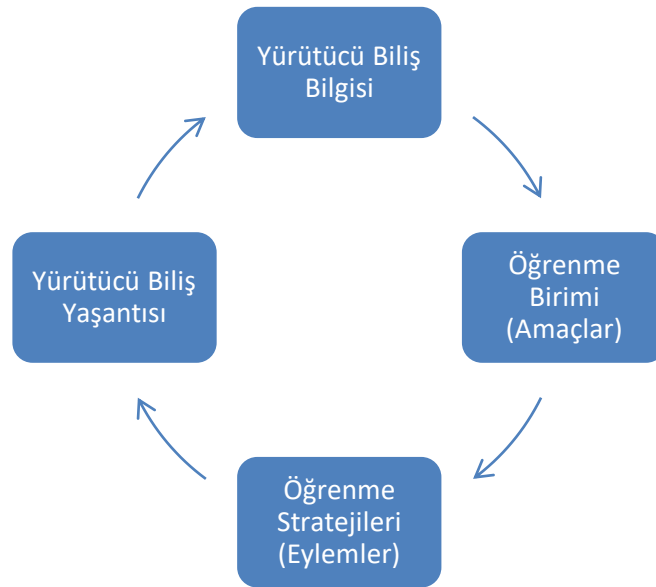 Yürütücü Biliş
Bilgisi
Öğrenme
Birimi
(Amaçlar)
Öğrenme
Stratejileri
(Eylemler)
Yürütücü Biliş
Yaşantısı